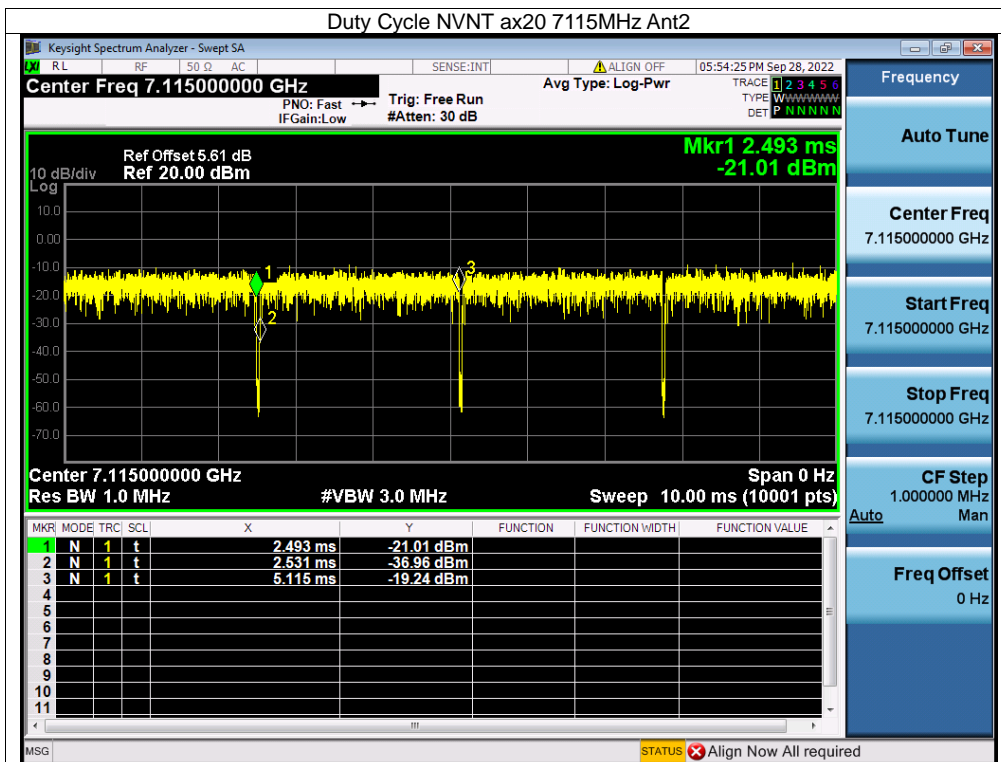 Duty Cycle NVNT ax20 7115MHz Ant2
Keysight Spectrum Analyzer - Swept SA
LXI RL RF 50 Ω AC SENSE:INT ALIGN OFF 05:54:25 PM Sep 28, 2022
Center Freq 7.115000000 GHz
PNO: Fast
IFGain:Low
Trig: Free Run
#Atten: 30 dB
Avg Type: Log-Pwr
TRACE 1 2 3 4 5 6
TYPE WWWWWW
DET P N N N N N
Mkr1 2.493 ms
-21.01 dBm
Ref Offset 5.61 dB
10 dB/div Ref 20.00 dBm
Log
10.0
0.00
-10.0
-20.0
-30.0
-40.0
-50.0
-60.0
-70.0
1
2
3
Center 7.115000000 GHz Span 0 Hz
Res BW 1.0 MHz #VBW 3.0 MHz Sweep 10.00 ms (10001 pts)
MKR MODE TRC SCL X Y FUNCTION FUNCTION WIDTH FUNCTION VALUE
1 N 1 t 2.493 ms -21.01 dBm
2 N 1 t 2.531 ms -36.96 dBm
3 N 1 t 5.115 ms -19.24 dBm
4
5
6
7
8
9
10
11
MSG STATUS Align Now All required
Frequency
Auto Tune
Center Freq
7.115000000 GHz
Start Freq
7.115000000 GHz
Stop Freq
7.115000000 GHz
CF Step
1.000000 MHz
Auto Man
Freq Offset
0 Hz